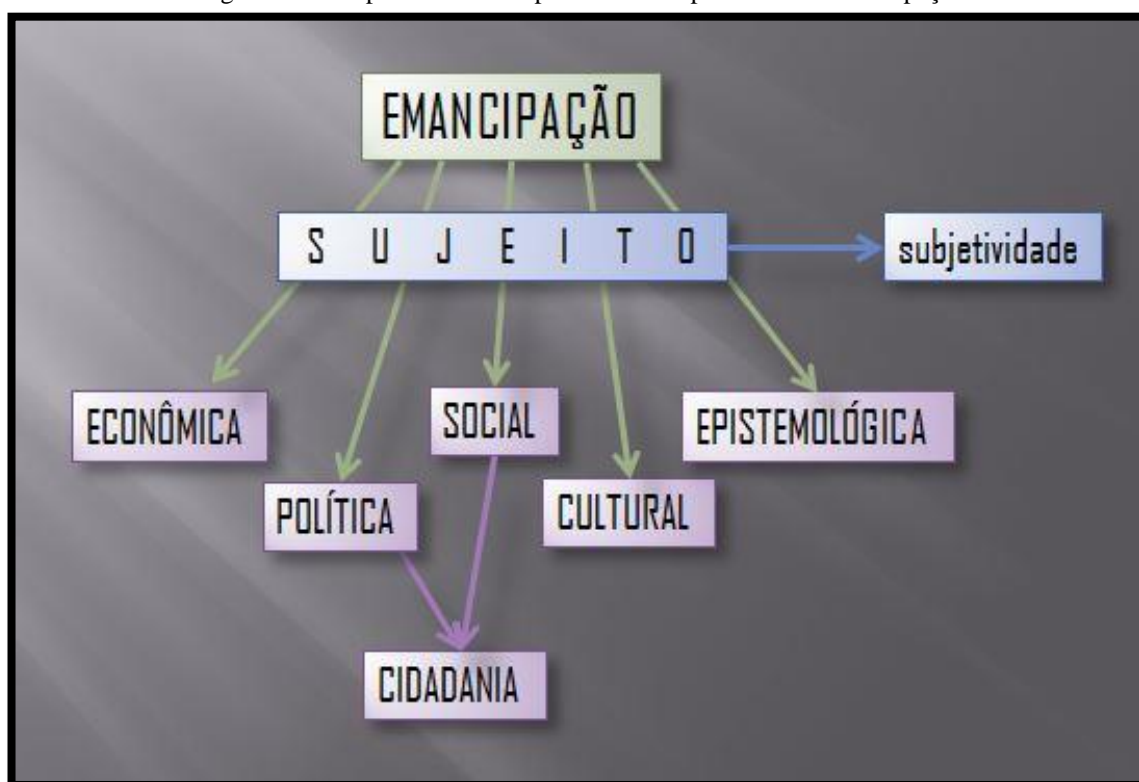 EMANCIPAÇÃO
S U J E I T O
subjetividade
ECONÔMICA
SOCIAL
EPISTEMOLÓGICA
POLÍTICA
CULTURAL
CIDADANIA